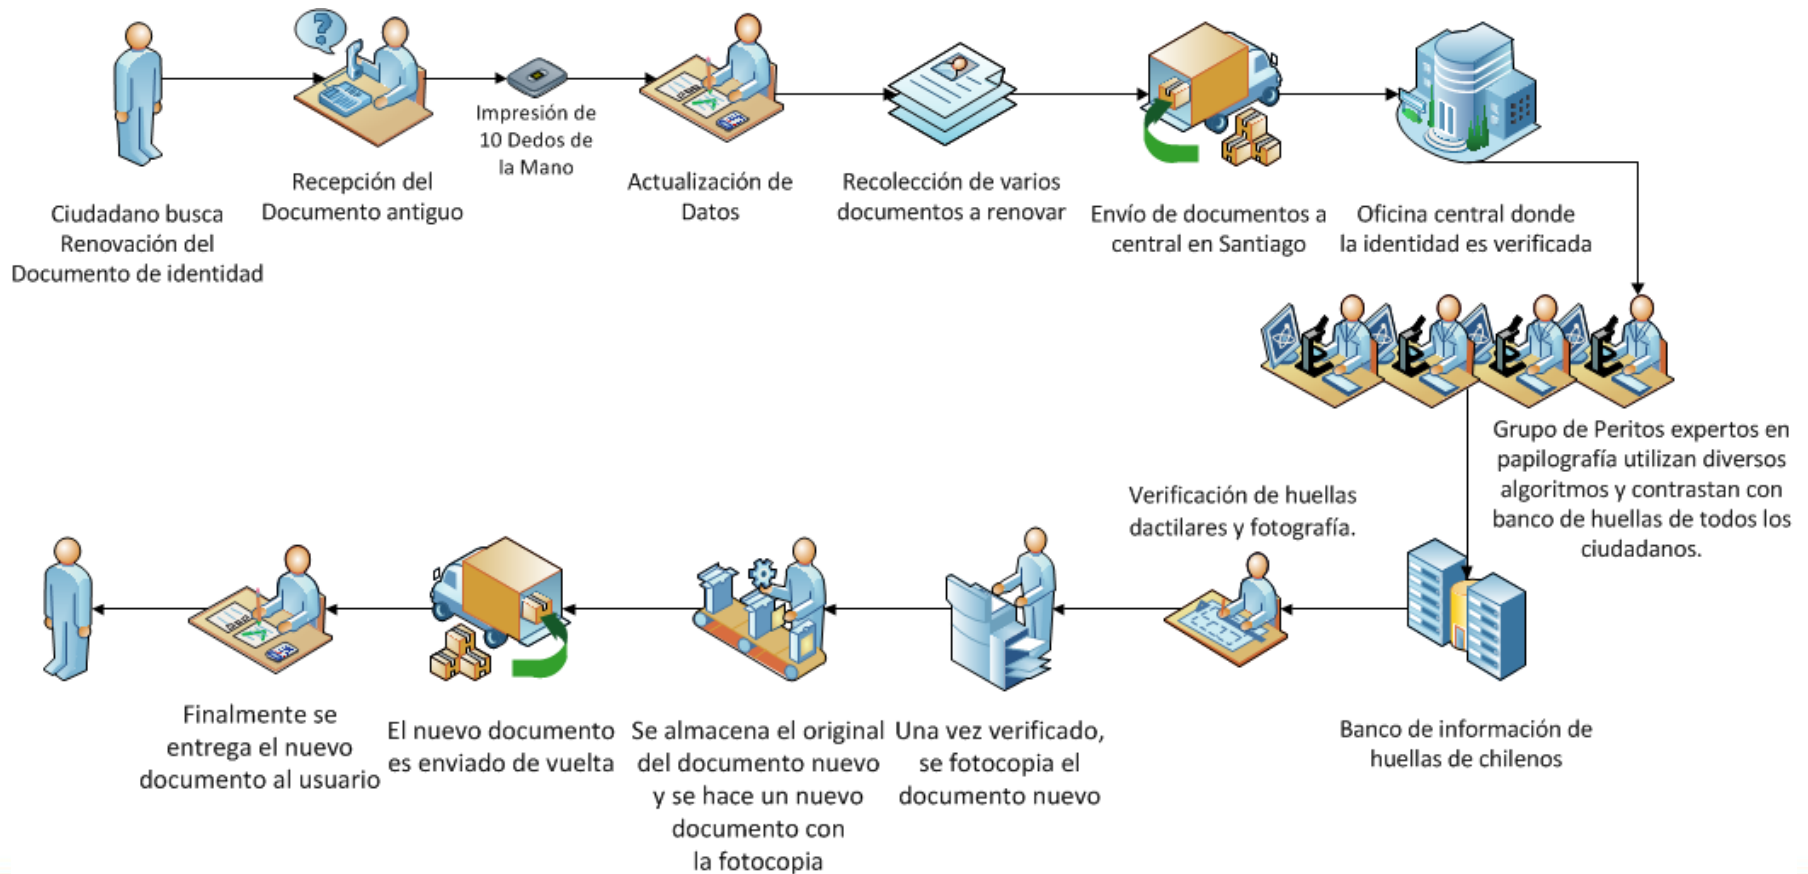 ?
Ciudadano busca
Renovación del
Documento de identidad
Recepción del
Documento antiguo
Impresión de
10 Dedos de
la Mano
Actualización de
Datos
Recolección de varios
documentos a renovar
Envío de documentos a
central en Santiago
Oficina central donde
la identidad es verificada
Grupo de Peritos expertos en
papilografía utilizan diversos
algoritmos y contrastan con
banco de huellas de todos los
ciudadanos.
Banco de información de
huellas de chilenos
Verificación de huellas
dactilares y fotografía.
Una vez verificado,
se fotocopia el
documento nuevo
Se almacena el original
del documento nuevo
y se hace un nuevo
documento con
la fotocopia
El nuevo documento
es enviado de vuelta
Finalmente se
entrega el nuevo
documento al usuario